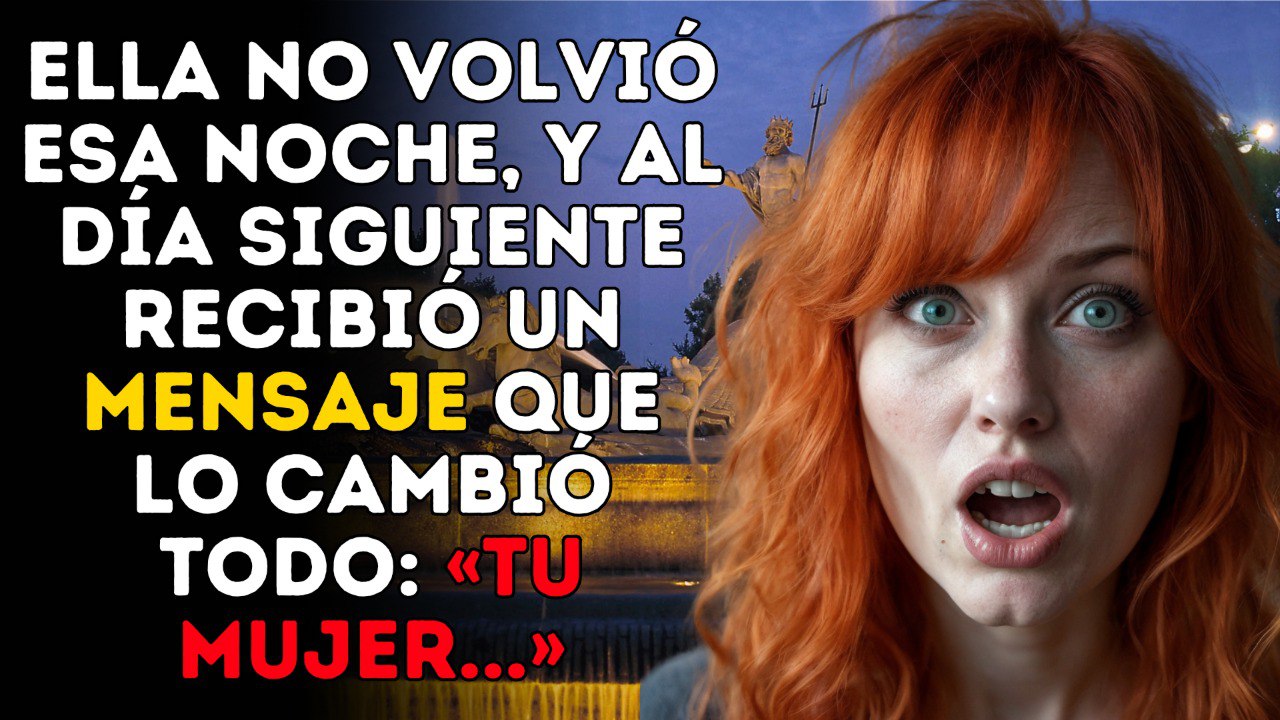 ELLA NO VOLVIÓ
ESA NOCHE, Y AL
DÍA SIGUIENTE
RECIBIÓ UN
MENSAJE QUE
LO CAMBIÓ
TODO: «TU
MUJER...»